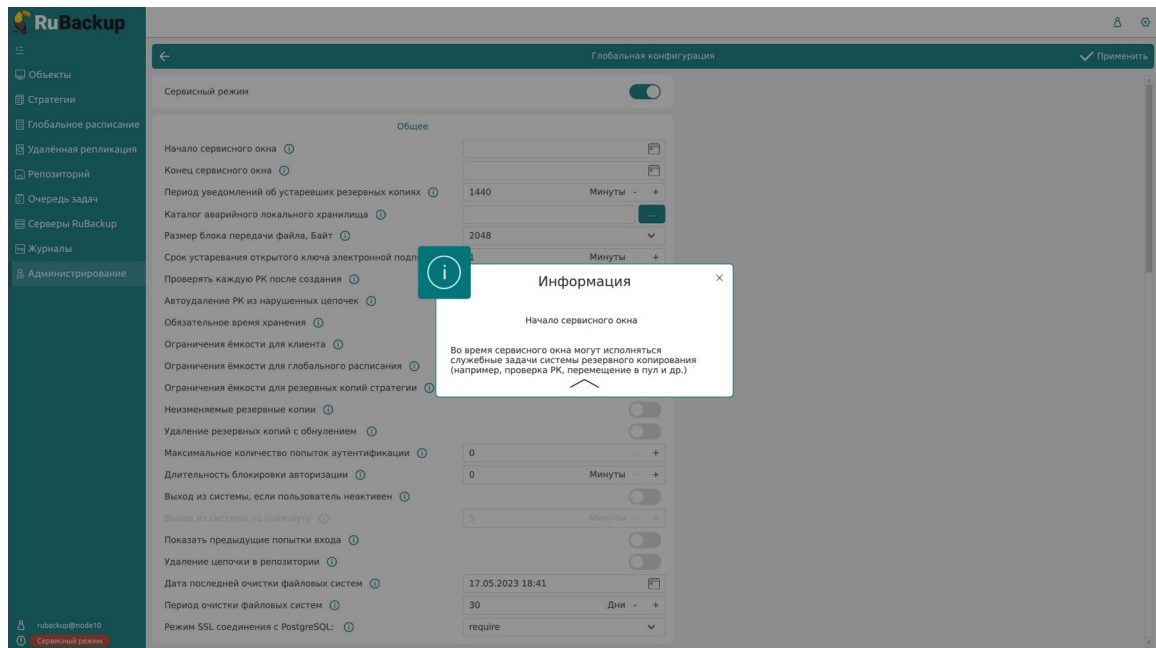 RuBackup
Глобальная конфигурация
Применить
Объекты
Стратегии
Глобальное расписание
Удалённая репликация
Репозиторий
Очередь задач
Серверы RuBackup
Журналы
Администрирование
Сервисный режим
Общее
Начало сервисного окна
Конец сервисного окна
Период уведомлений об устаревших резервных копиях 1440 Минуты - +
Каталог аварийного локального хранилища ...
Размер блока передачи файла, Байт 2048
Срок устаревания открытого ключа электронной Минуты - +
Проверять каждую РК после создания
Автоудаление РК из нарушенных цепочек
Обязательное время хранения
Ограничения ёмкости для клиента
Ограничения ёмкости для глобального расписания
Ограничения ёмкости для резервных копий стратегии
Информация
Начало сервисного окна
Во время сервисного окна могут исполняться
служебные задачи системы резервного копирования
(например, проверка РК, перемещение в пул и др.)
Неизменяемые резервные копии
Удаление резервных копий с обнулением
Максимальное количество попыток аутентификации 0 - +
Длительность блокировки авторизации 0 Минуты - +
Выход из системы, если пользователь неактивен
Выход из системы по тайм-ауту 5 Минуты - +
Показать предыдущие попытки входа
Удаление цепочки в репозитории
Дата последней очистки файловых систем 17.05.2023 18:41
Период очистки файловых систем 30 Дни - +
Режим SSL соединения с PostgreSQL: require
rubackup@node10
Сервисный режим